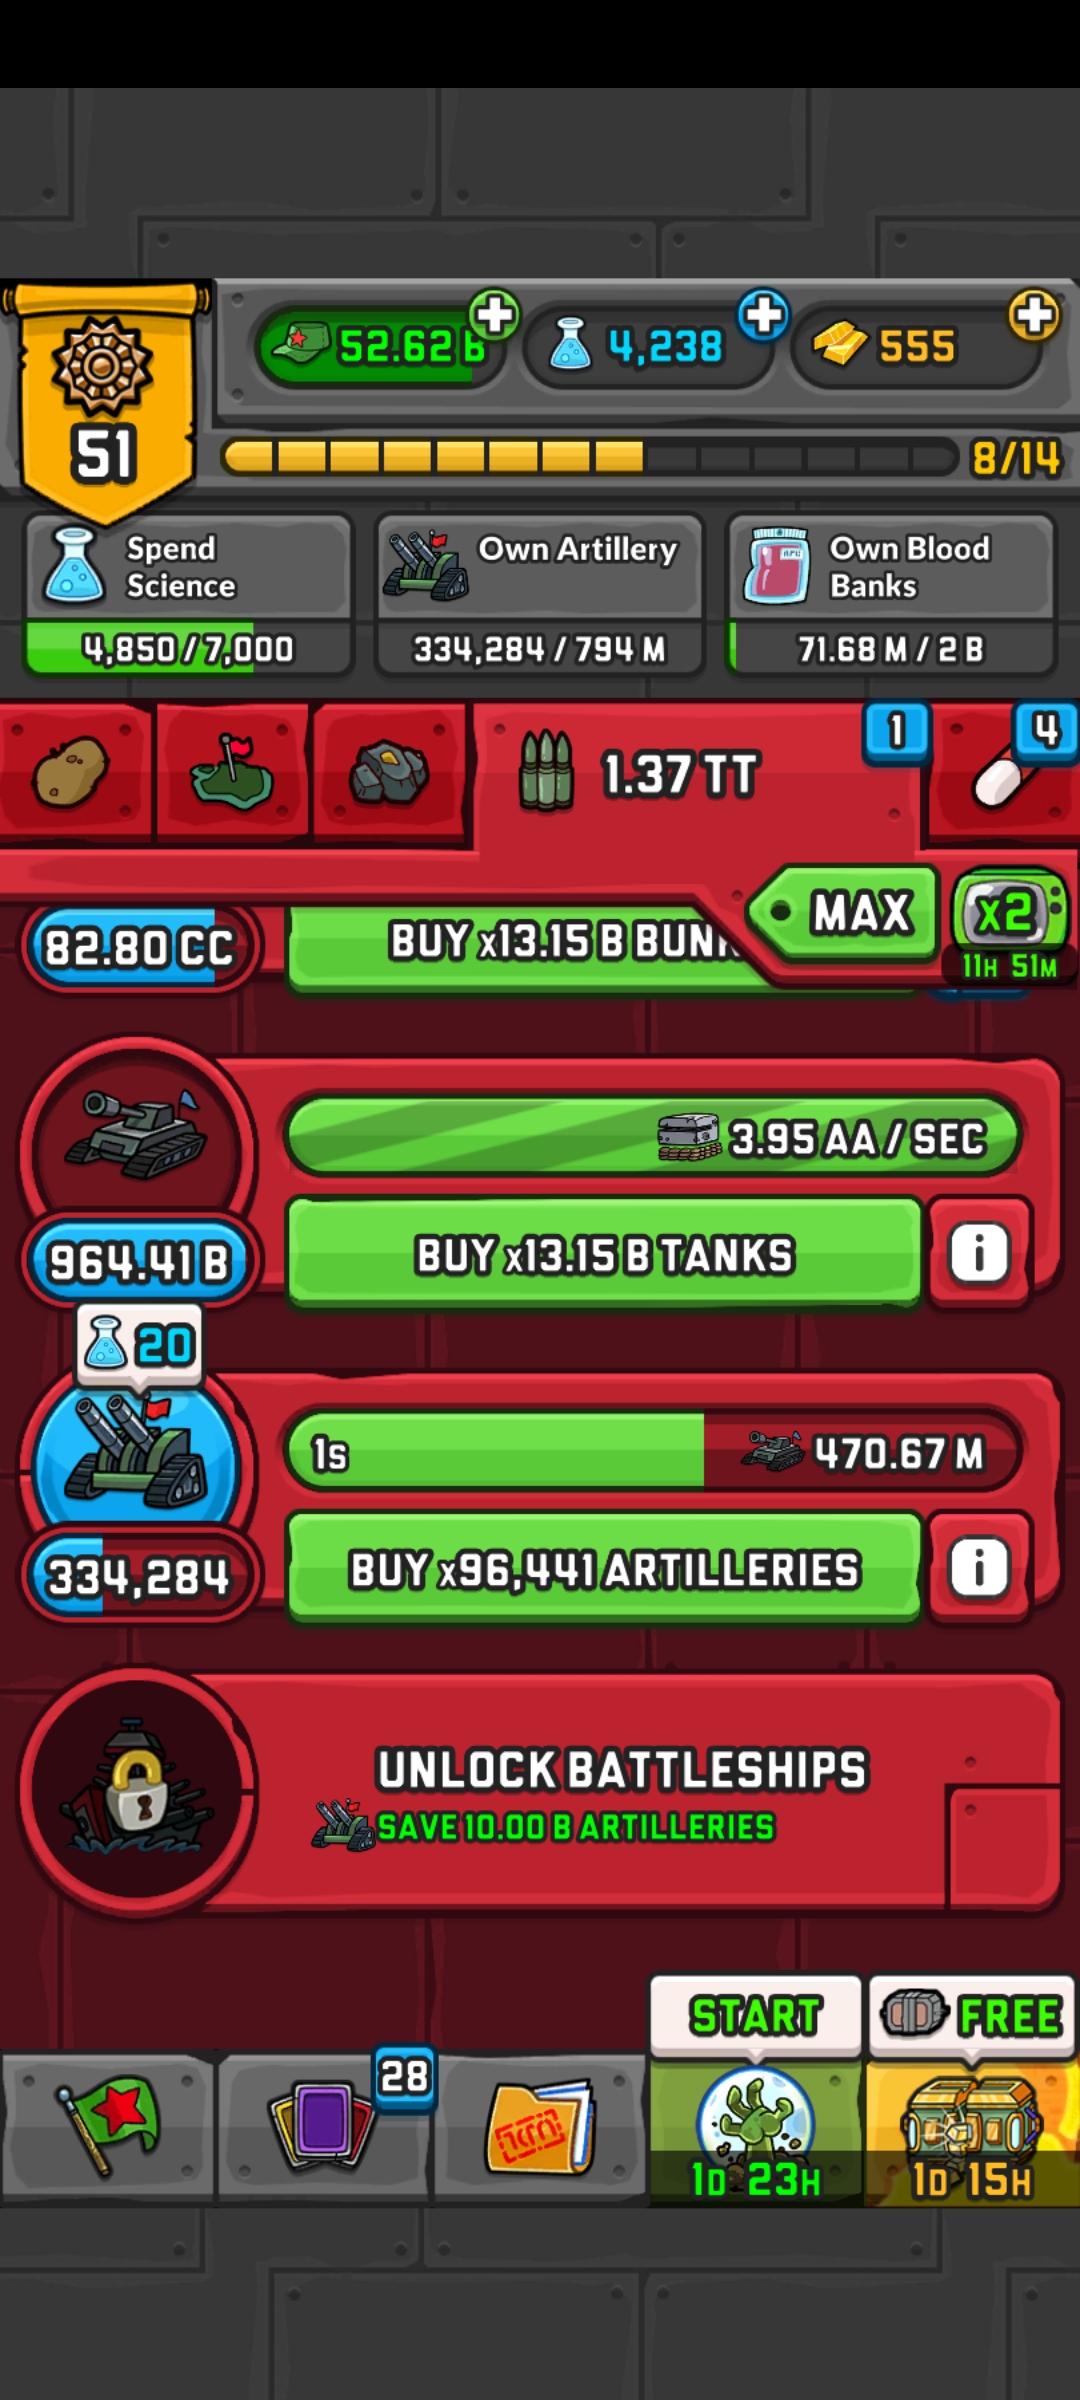 52.62 B
4,238
555
51
8/14
Spend
Science
4,850/7,000
Own Artillery
334,284/794 M
Own Blood
Banks
71.68 M/2 B
1.37 TT
1
4
MAX
x2
11H 51M
82.80 CC
BUY x13.15 B BUN
3.95 AA/SEC
964.41 B
BUY x13.15 B TANKS
i
20
1s
470.67 M
334,284
BUY x96,441 ARTILLERIES
i
UNLOCK BATTLESHIPS
SAVE 10.00 B ARTILLERIES
START
FREE
28
1D 23H
1D 15H